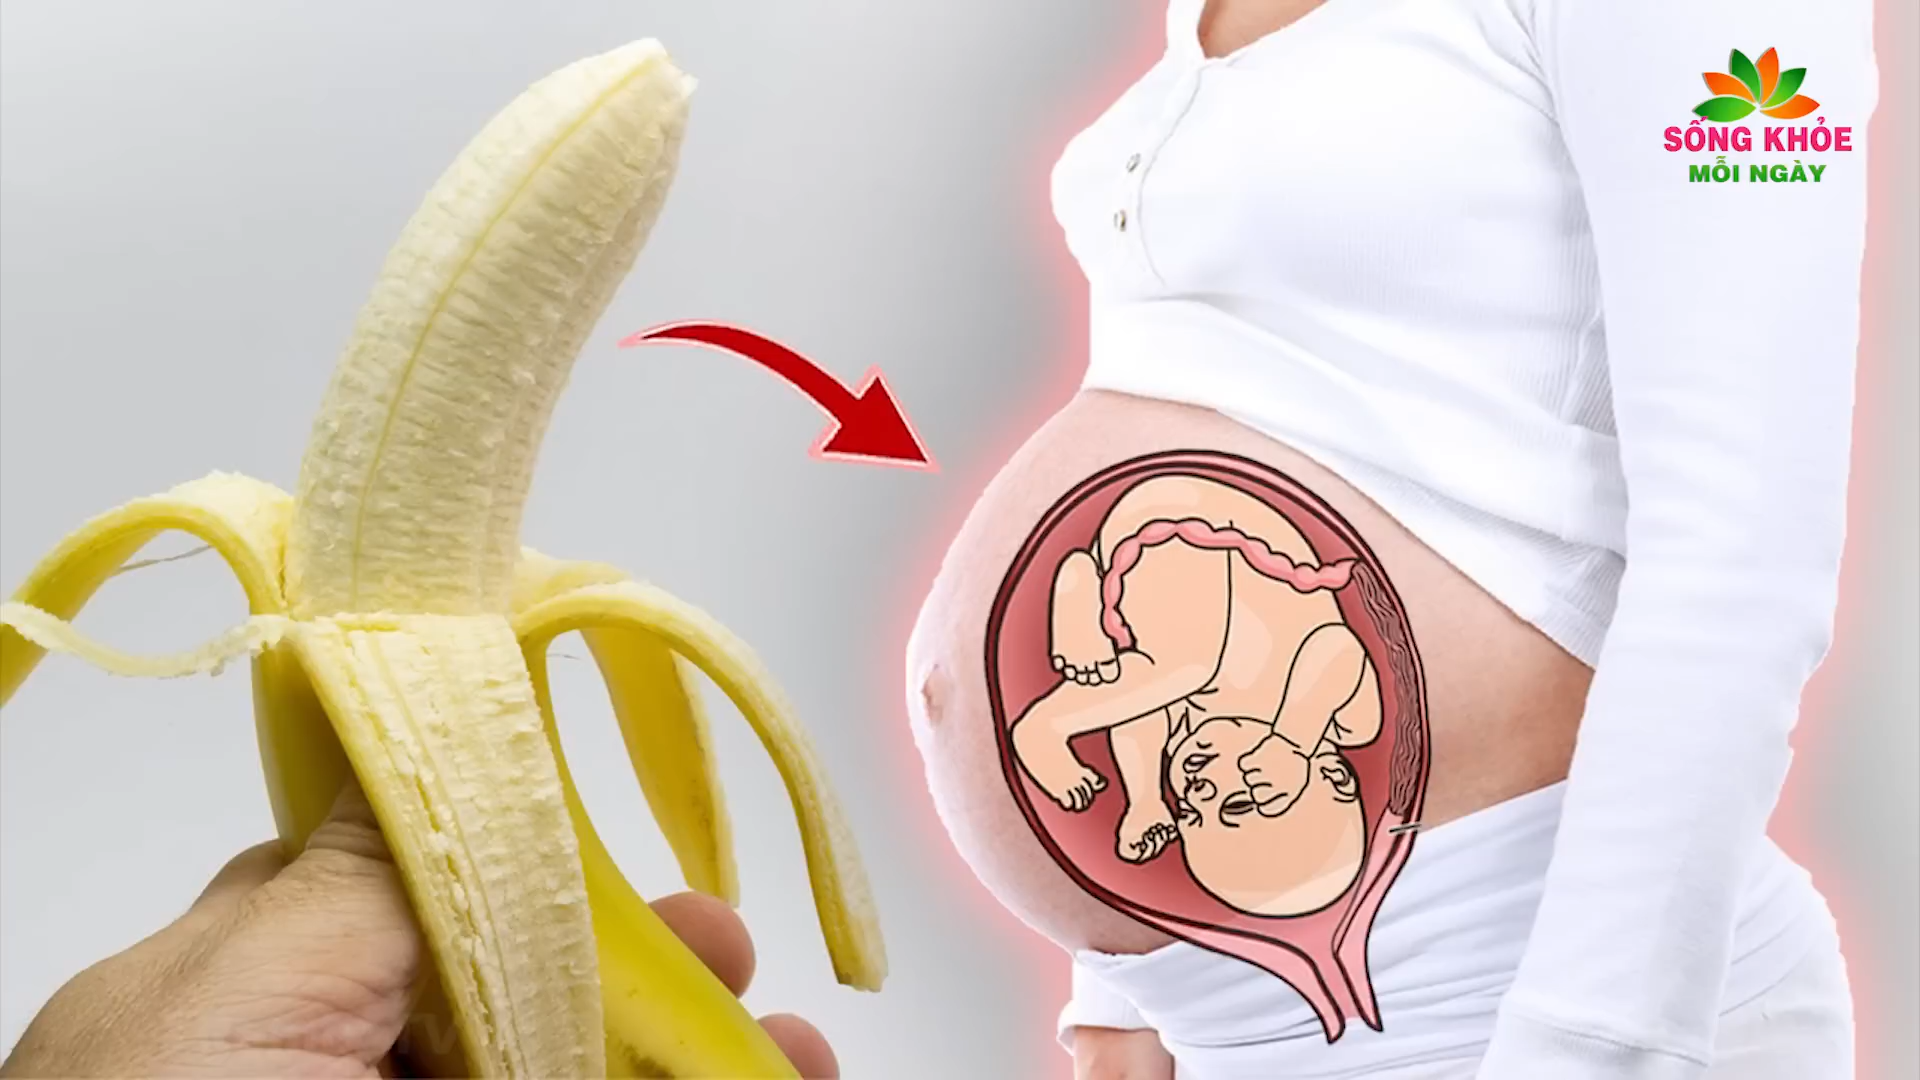 SỐNG KHỎE
MỖI NGÀY